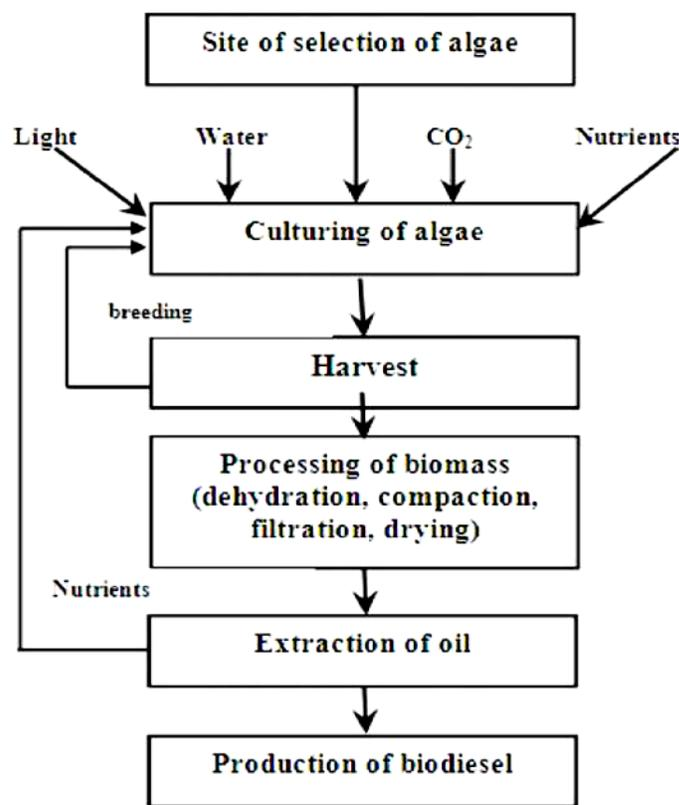 Site of selection of algae
Light
Water
CO₂
Nutrients
Culturing of algae
breeding
Harvest
Processing of biomass
(dehydration, compaction,
filtration, drying)
Nutrients
Extraction of oil
Production of biodiesel